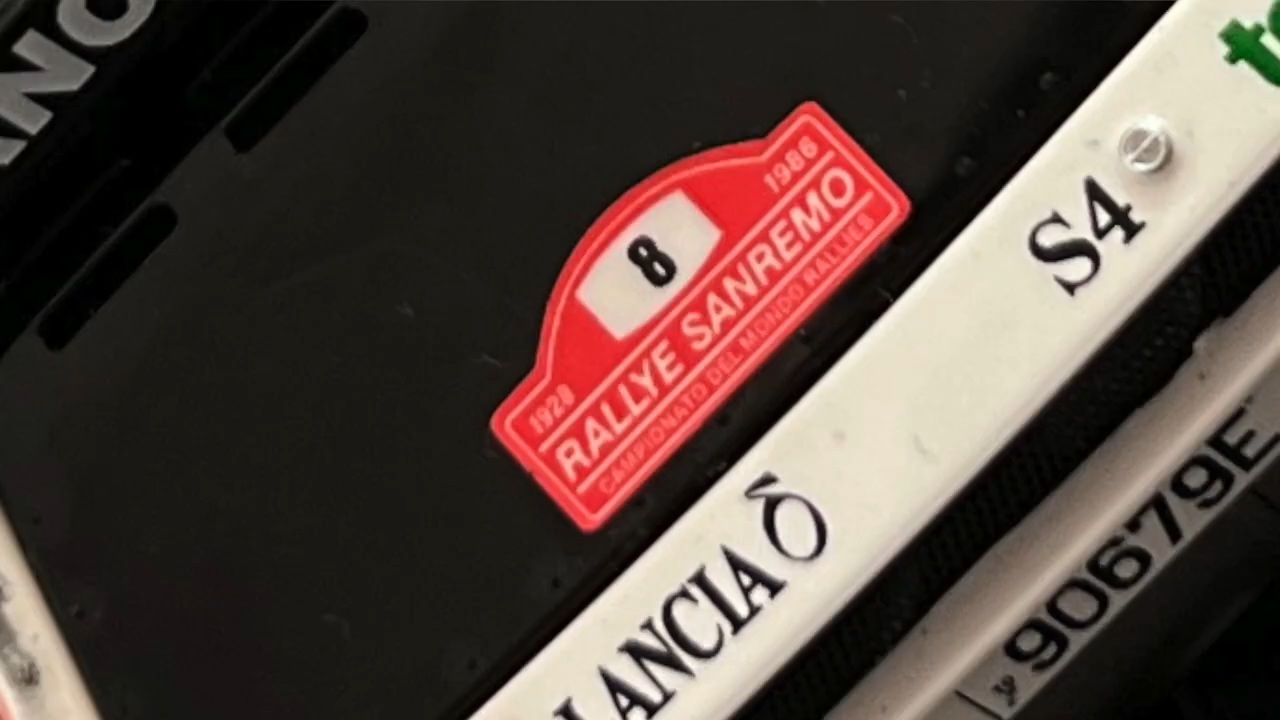 1986
8
1928
RALLYE SANREMO
CAMPIONATO DEL MONDO RALLIES
S4
LANCIA δ
90679E